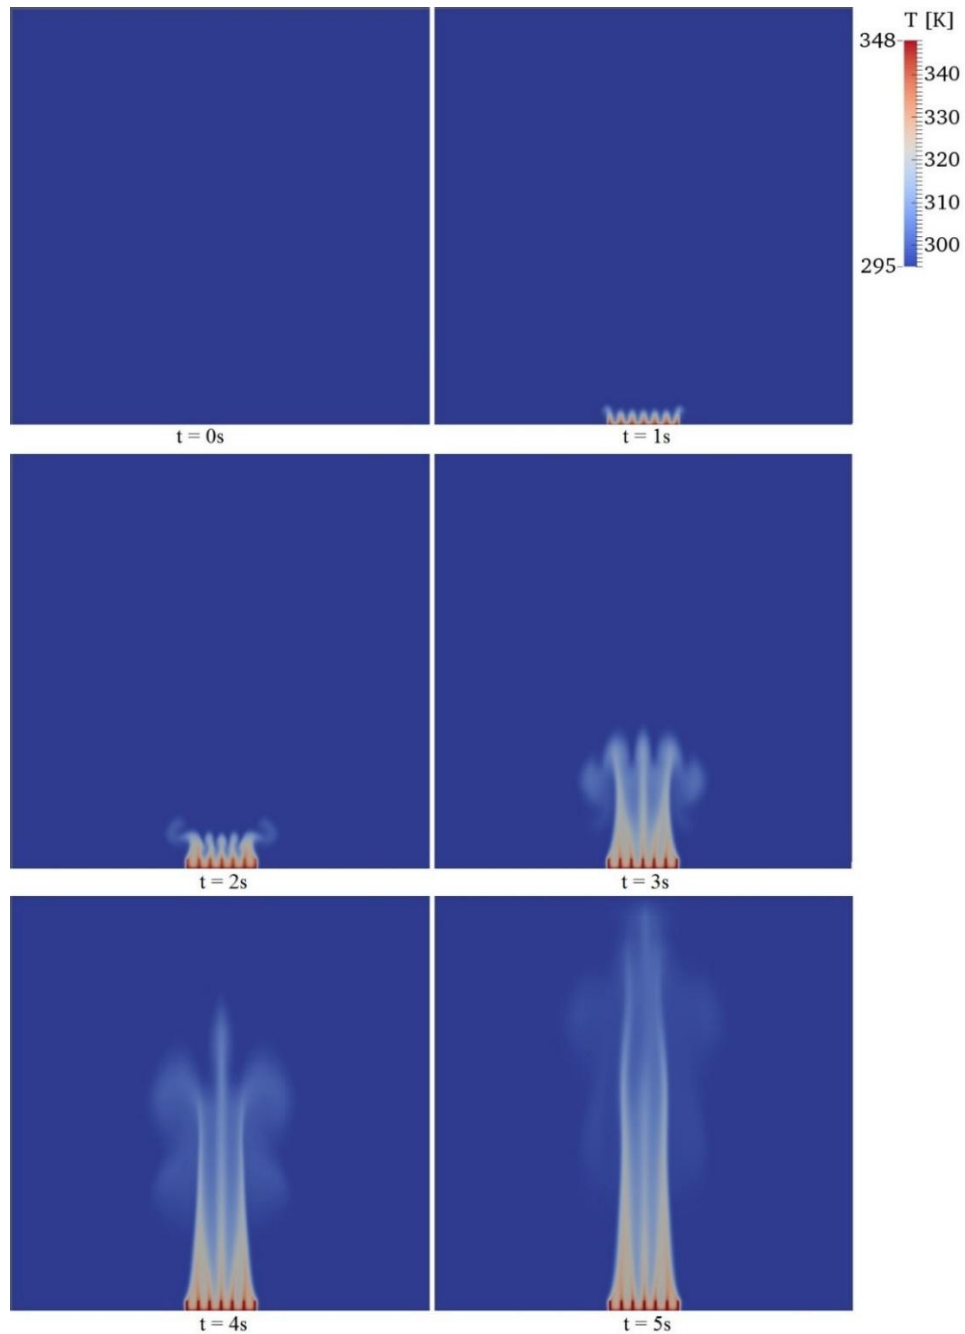 T [K]
348
340
330
320
310
300
295
t = 0s
t = 1s
t = 2s
t = 3s
t = 4s
t = 5s